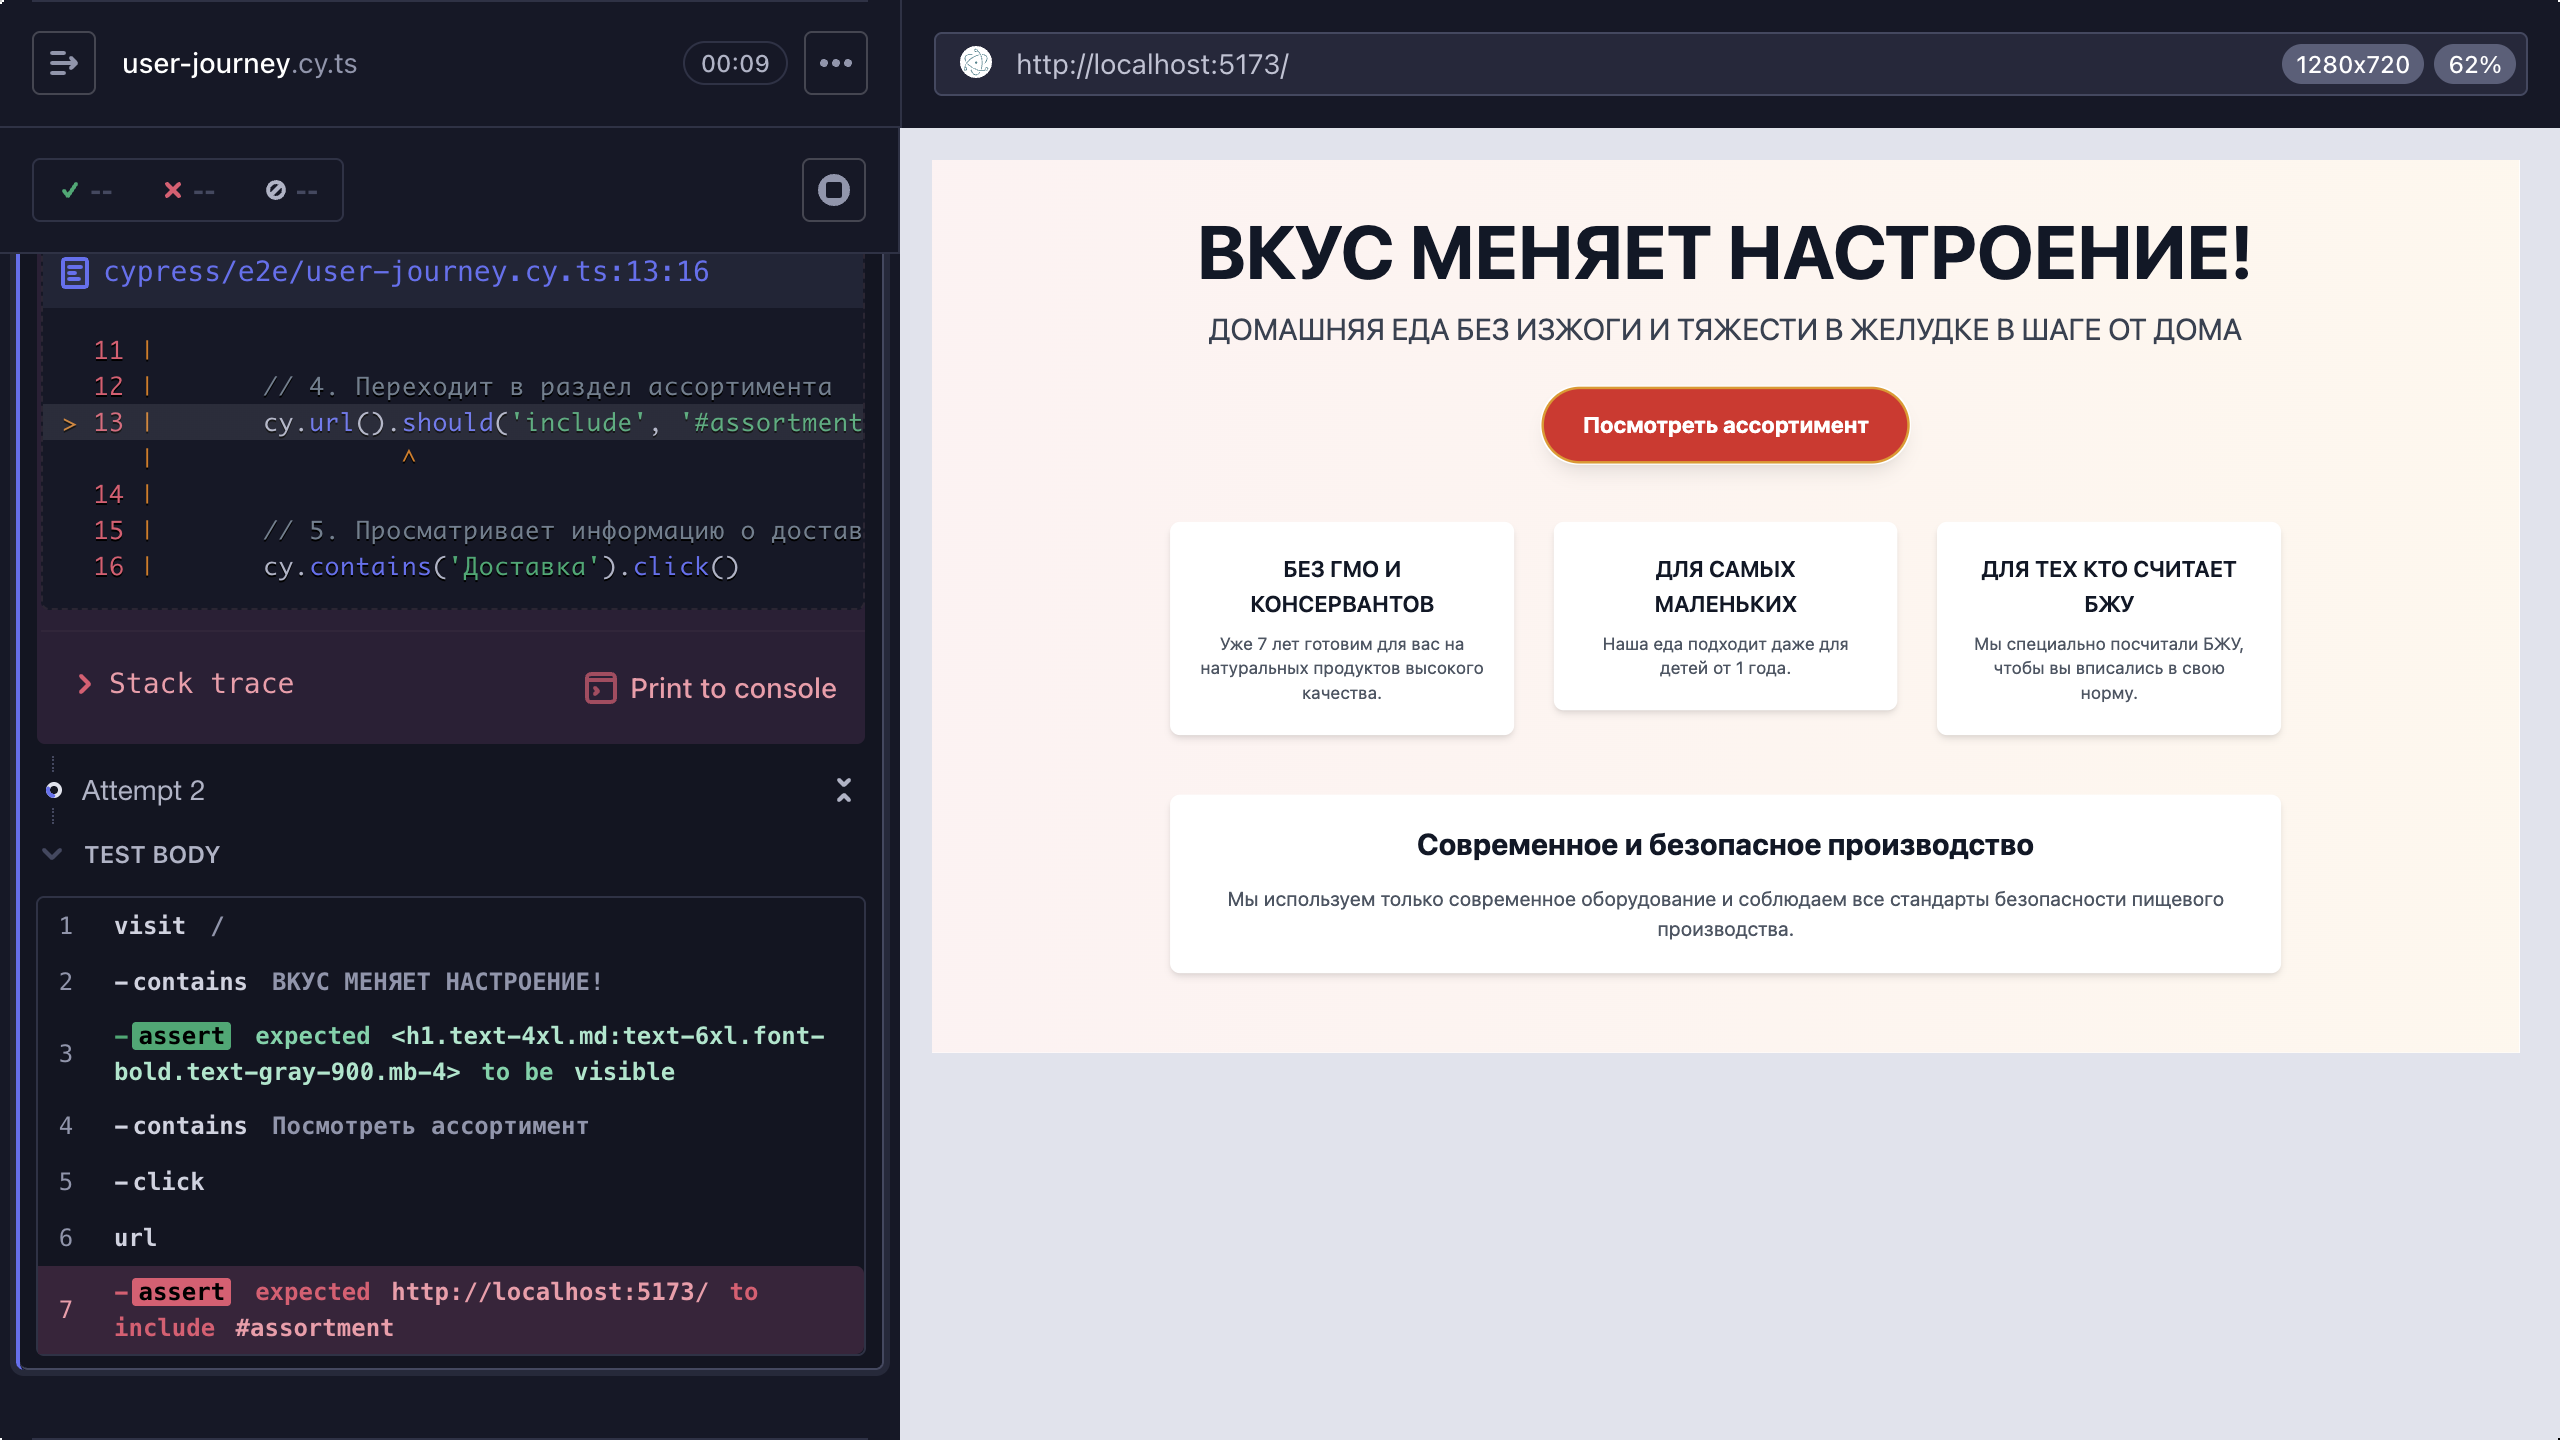 user-journey.cy.ts
00:09
--
--
--
cypress/e2e/user-journey.cy.ts:13:16
11 |
12 | // 4. Переходит в раздел ассортимента
> 13 | cy.url().should('include', '#assortment
| ^
14 |
15 | // 5. Просматривает информацию о достав
16 | cy.contains('Доставка').click()
Stack trace
Print to console
Attempt 2
TEST BODY
1 visit /
2 -contains ВКУС МЕНЯЕТ НАСТРОЕНИЕ!
3 -assert expected <h1.text-4xl.md:text-6xl.font-
bold.text-gray-900.mb-4> to be visible
4 -contains Посмотреть ассортимент
5 -click
6 url
7 -assert expected http://localhost:5173/ to
include #assortment
http://localhost:5173/
1280x720
62%
ВКУС МЕНЯЕТ НАСТРОЕНИЕ!
ДОМАШНЯЯ ЕДА БЕЗ ИЗЖОГИ И ТЯЖЕСТИ В ЖЕЛУДКЕ В ШАГЕ ОТ ДОМА
Посмотреть ассортимент
БЕЗ ГМО И
КОНСЕРВАНТОВ
Уже 7 лет готовим для вас на
натуральных продуктов высокого
качества.
ДЛЯ САМЫХ
МАЛЕНЬКИХ
Наша еда подходит даже для
детей от 1 года.
ДЛЯ ТЕХ КТО СЧИТАЕТ
БЖУ
Мы специально посчитали БЖУ,
чтобы вы вписались в свою
норму.
Современное и безопасное производство
Мы используем только современное оборудование и соблюдаем все стандарты безопасности пищевого
производства.